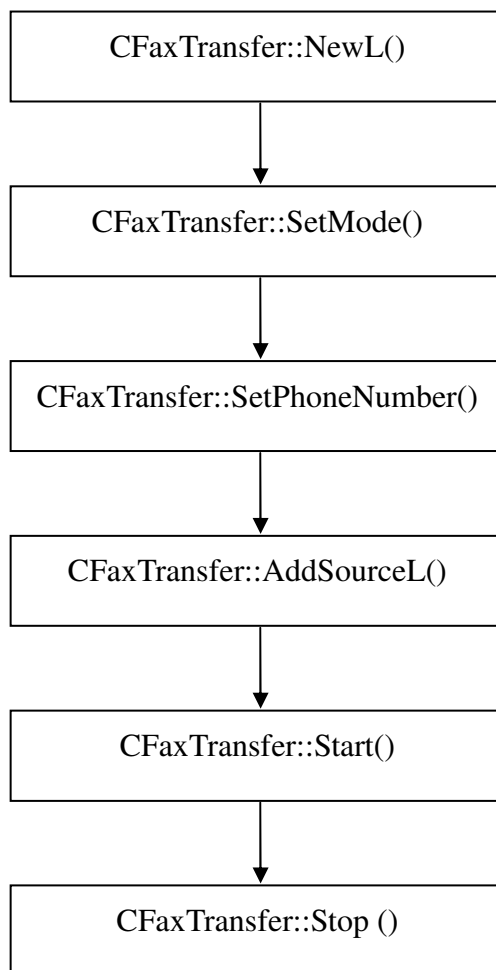 CFaxTransfer::NewL()
CFaxTransfer::SetMode()
CFaxTransfer::SetPhoneNumber()
CFaxTransfer::AddSourceL()
CFaxTransfer::Start()
CFaxTransfer::Stop ()